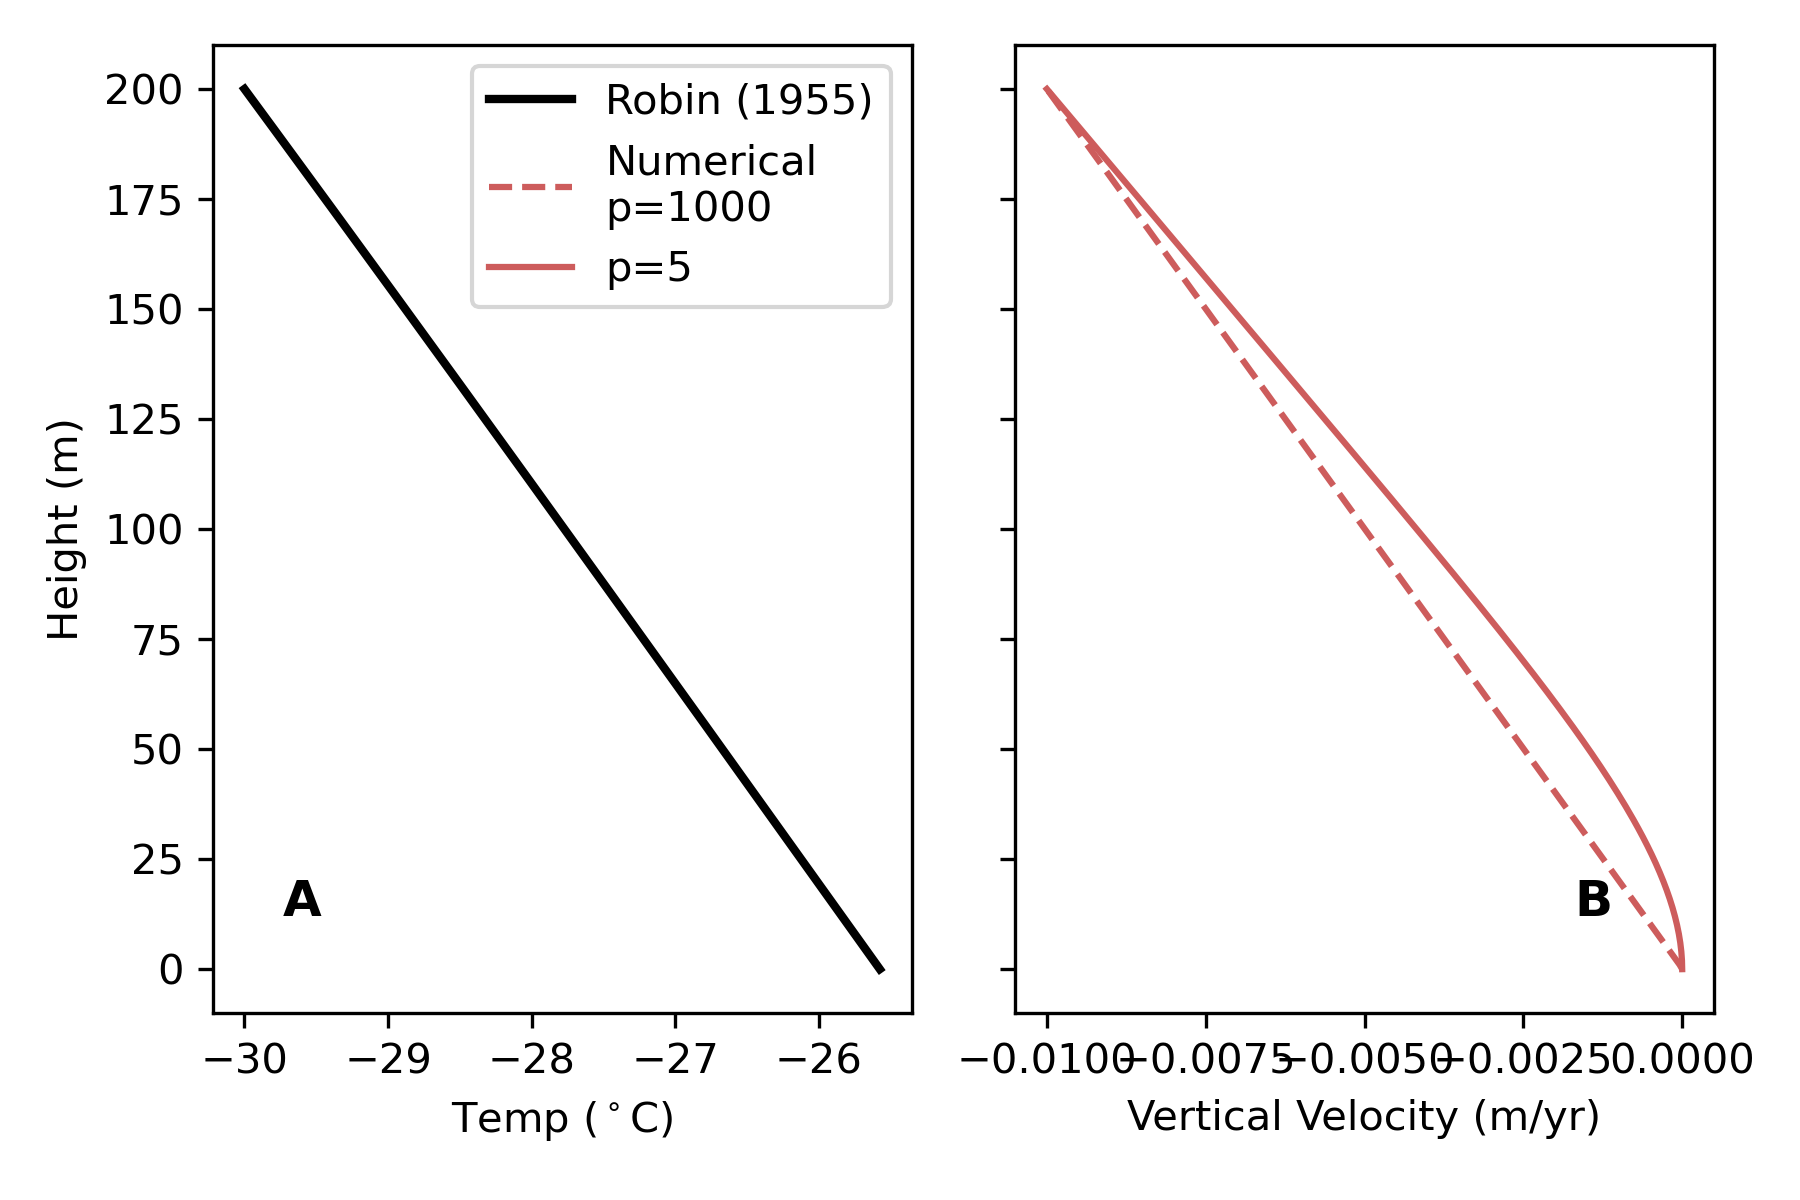 200
175
150
125
100
75
50
25
0
Height (m)
Robin (1955)
Numerical
p=1000
p=5
A
−30
−29
−28
−27
−26
Temp (°C)
B
−0.0100
−0.0075
−0.0050
−0.0025
0.0000
Vertical Velocity (m/yr)